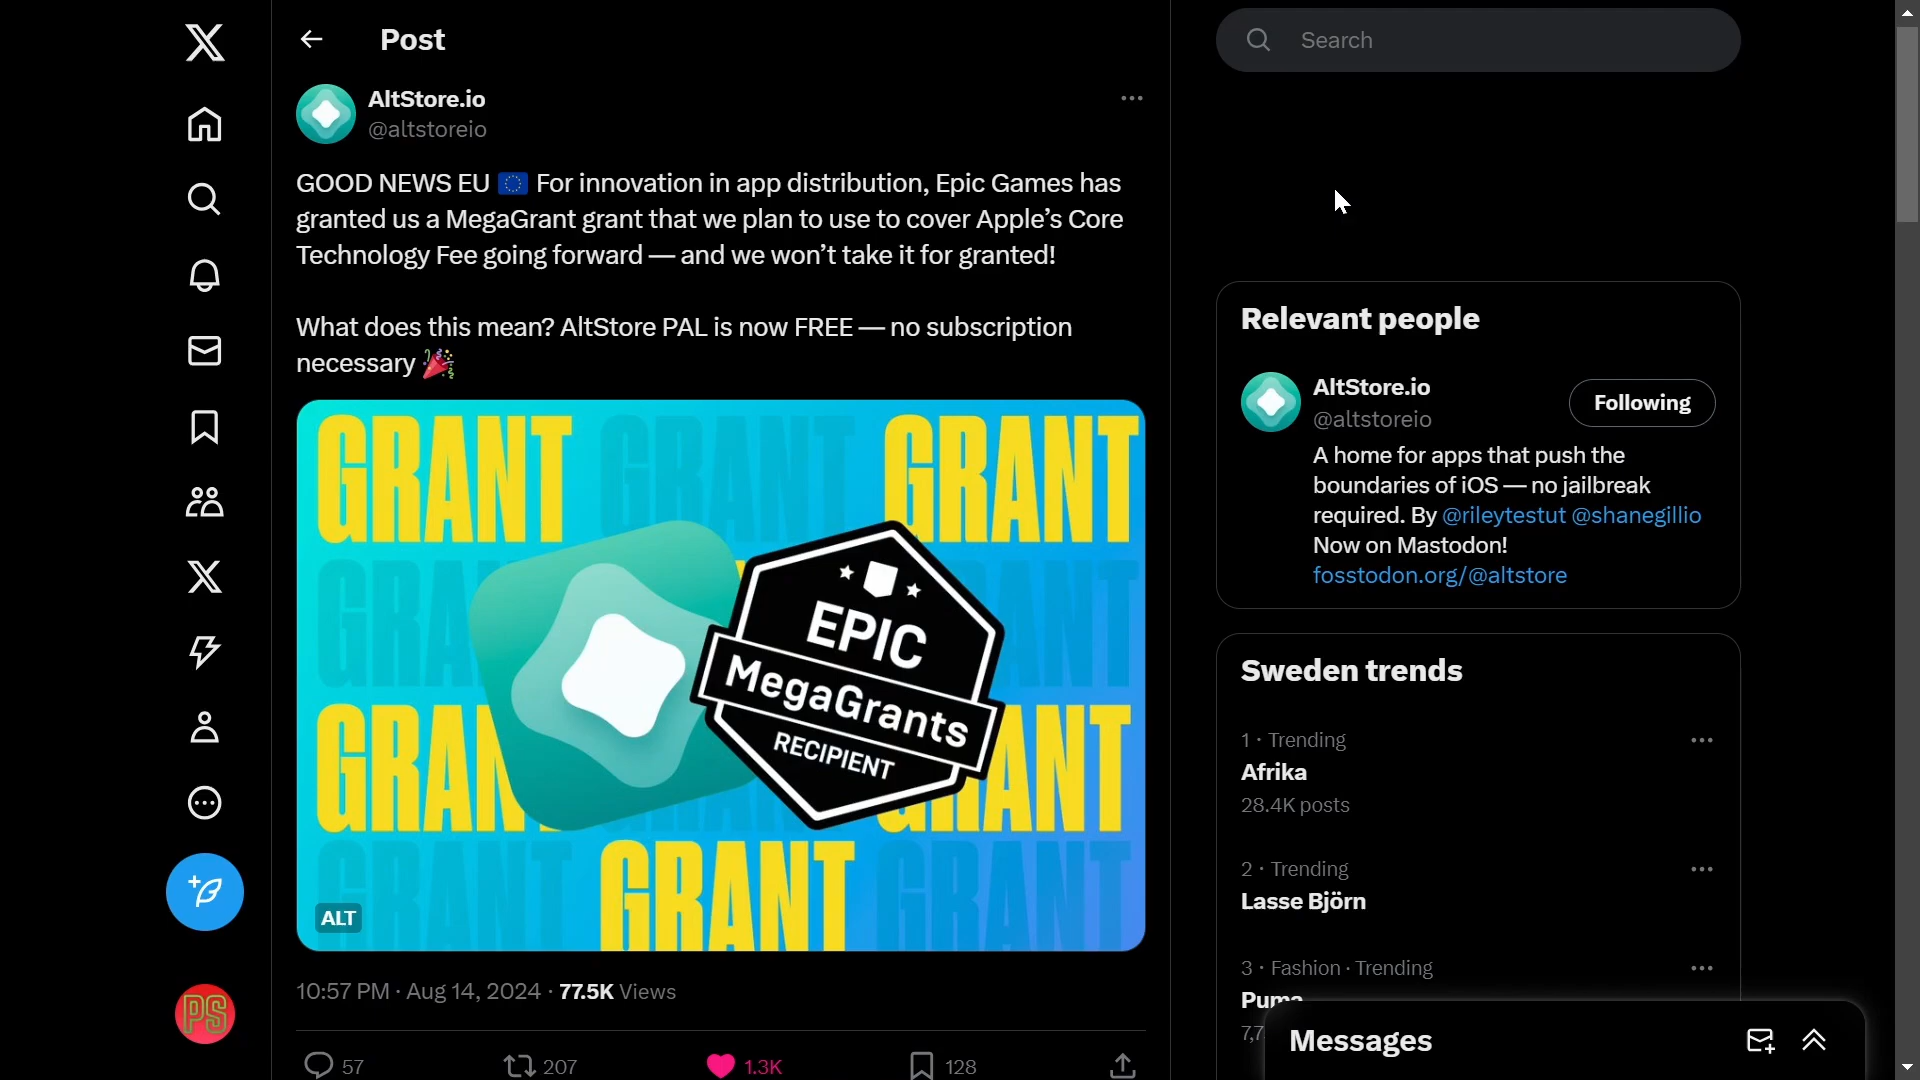 Post
AltStore.io
@altstoreio
GOOD NEWS EU 🇪🇺 For innovation in app distribution, Epic Games has
granted us a MegaGrant grant that we plan to use to cover Apple’s Core
Technology Fee going forward — and we won’t take it for granted!
What does this mean? AltStore PAL is now FREE — no subscription
necessary 🎉
GRANT GRANT GRANT
EPIC
MegaGrants
RECIPIENT
GRANT GRANT GRANT
ALT
10:57 PM · Aug 14, 2024 · 77.5K Views
57 207 1.3K 128
PS
Search
Relevant people
AltStore.io
@altstoreio
Following
A home for apps that push the
boundaries of iOS — no jailbreak
required. By @rileytestut @shanegillio
Now on Mastodon!
fosstodon.org/@altstore
Sweden trends
1 · Trending
Afrika
28.4K posts
2 · Trending
Lasse Björn
3 · Fashion · Trending
Puma
Messages